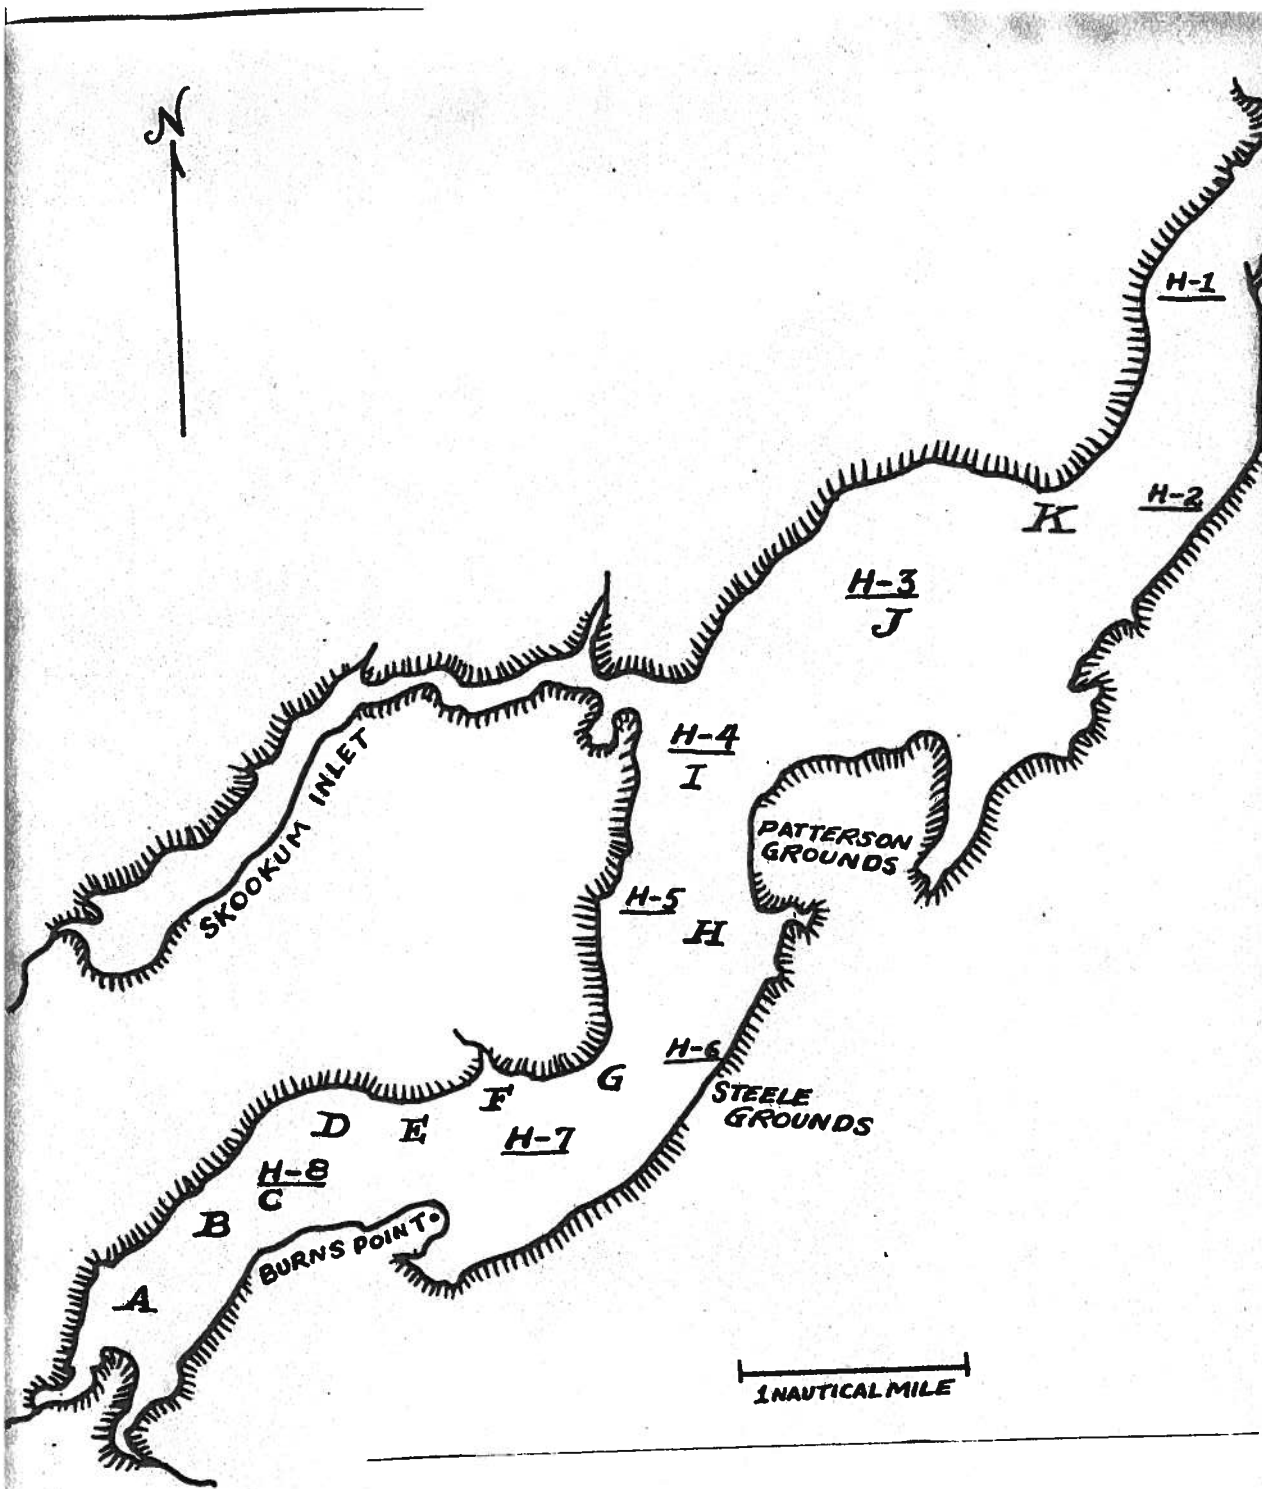 N
H-1
H-2
K
H-3
J
H-4
I
PATTERSON
GROUNDS
SKOOKUM INLET
H-5
H
H-6
G
STEELE
GROUNDS
F
D
E
H-7
H-8
C
B
BURNS POINT
A
1 NAUTICAL MILE